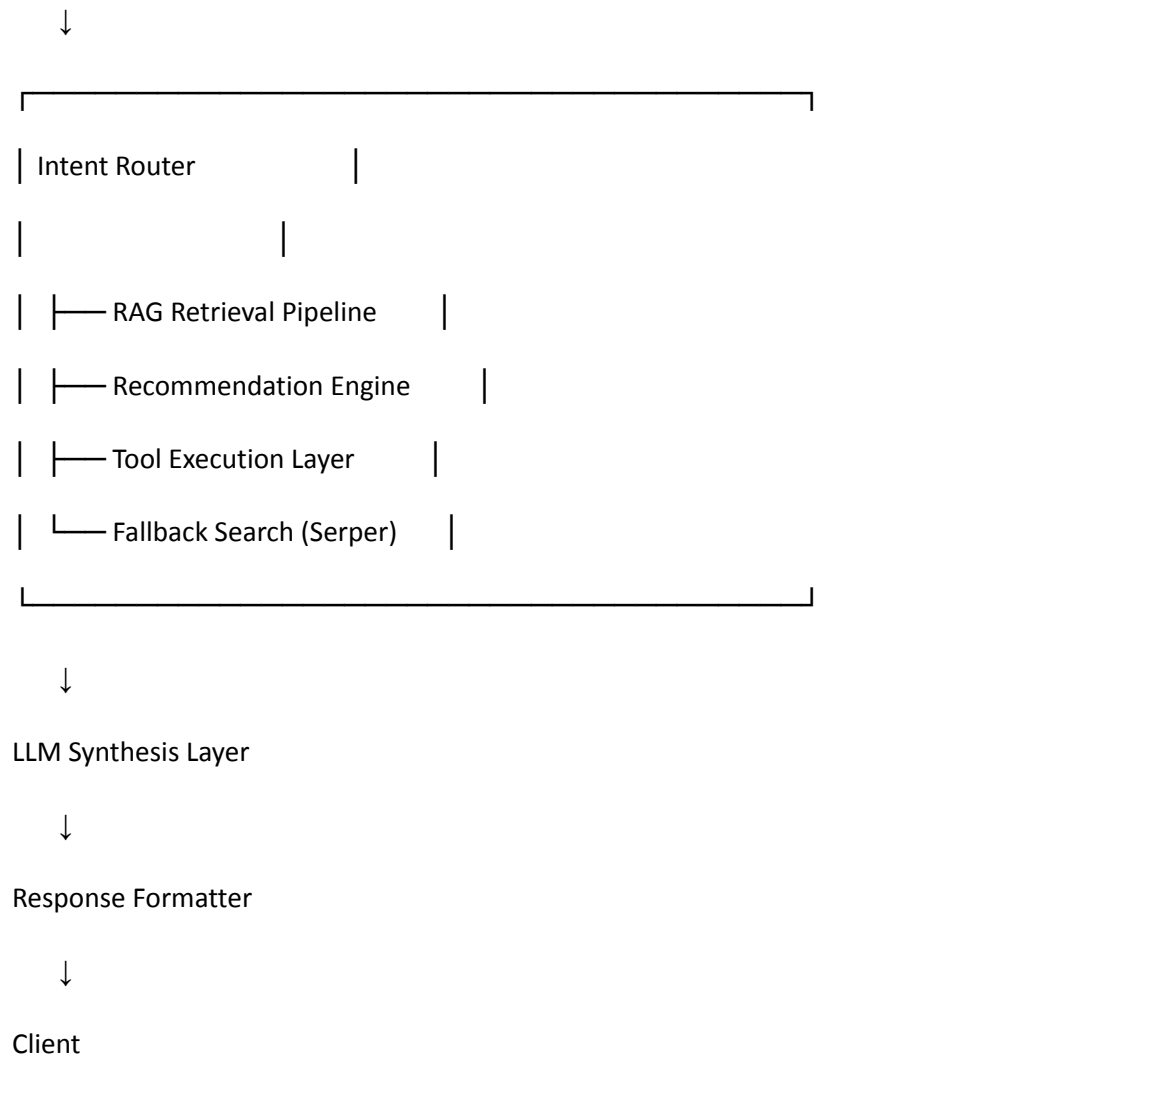 ↓
┌──────────────────────────────────────┐
│ Intent Router │
│ │
│ ├── RAG Retrieval Pipeline │
│ ├── Recommendation Engine │
│ ├── Tool Execution Layer │
│ └── Fallback Search (Serper) │
└──────────────────────────────────────┘
↓
LLM Synthesis Layer
↓
Response Formatter
↓
Client